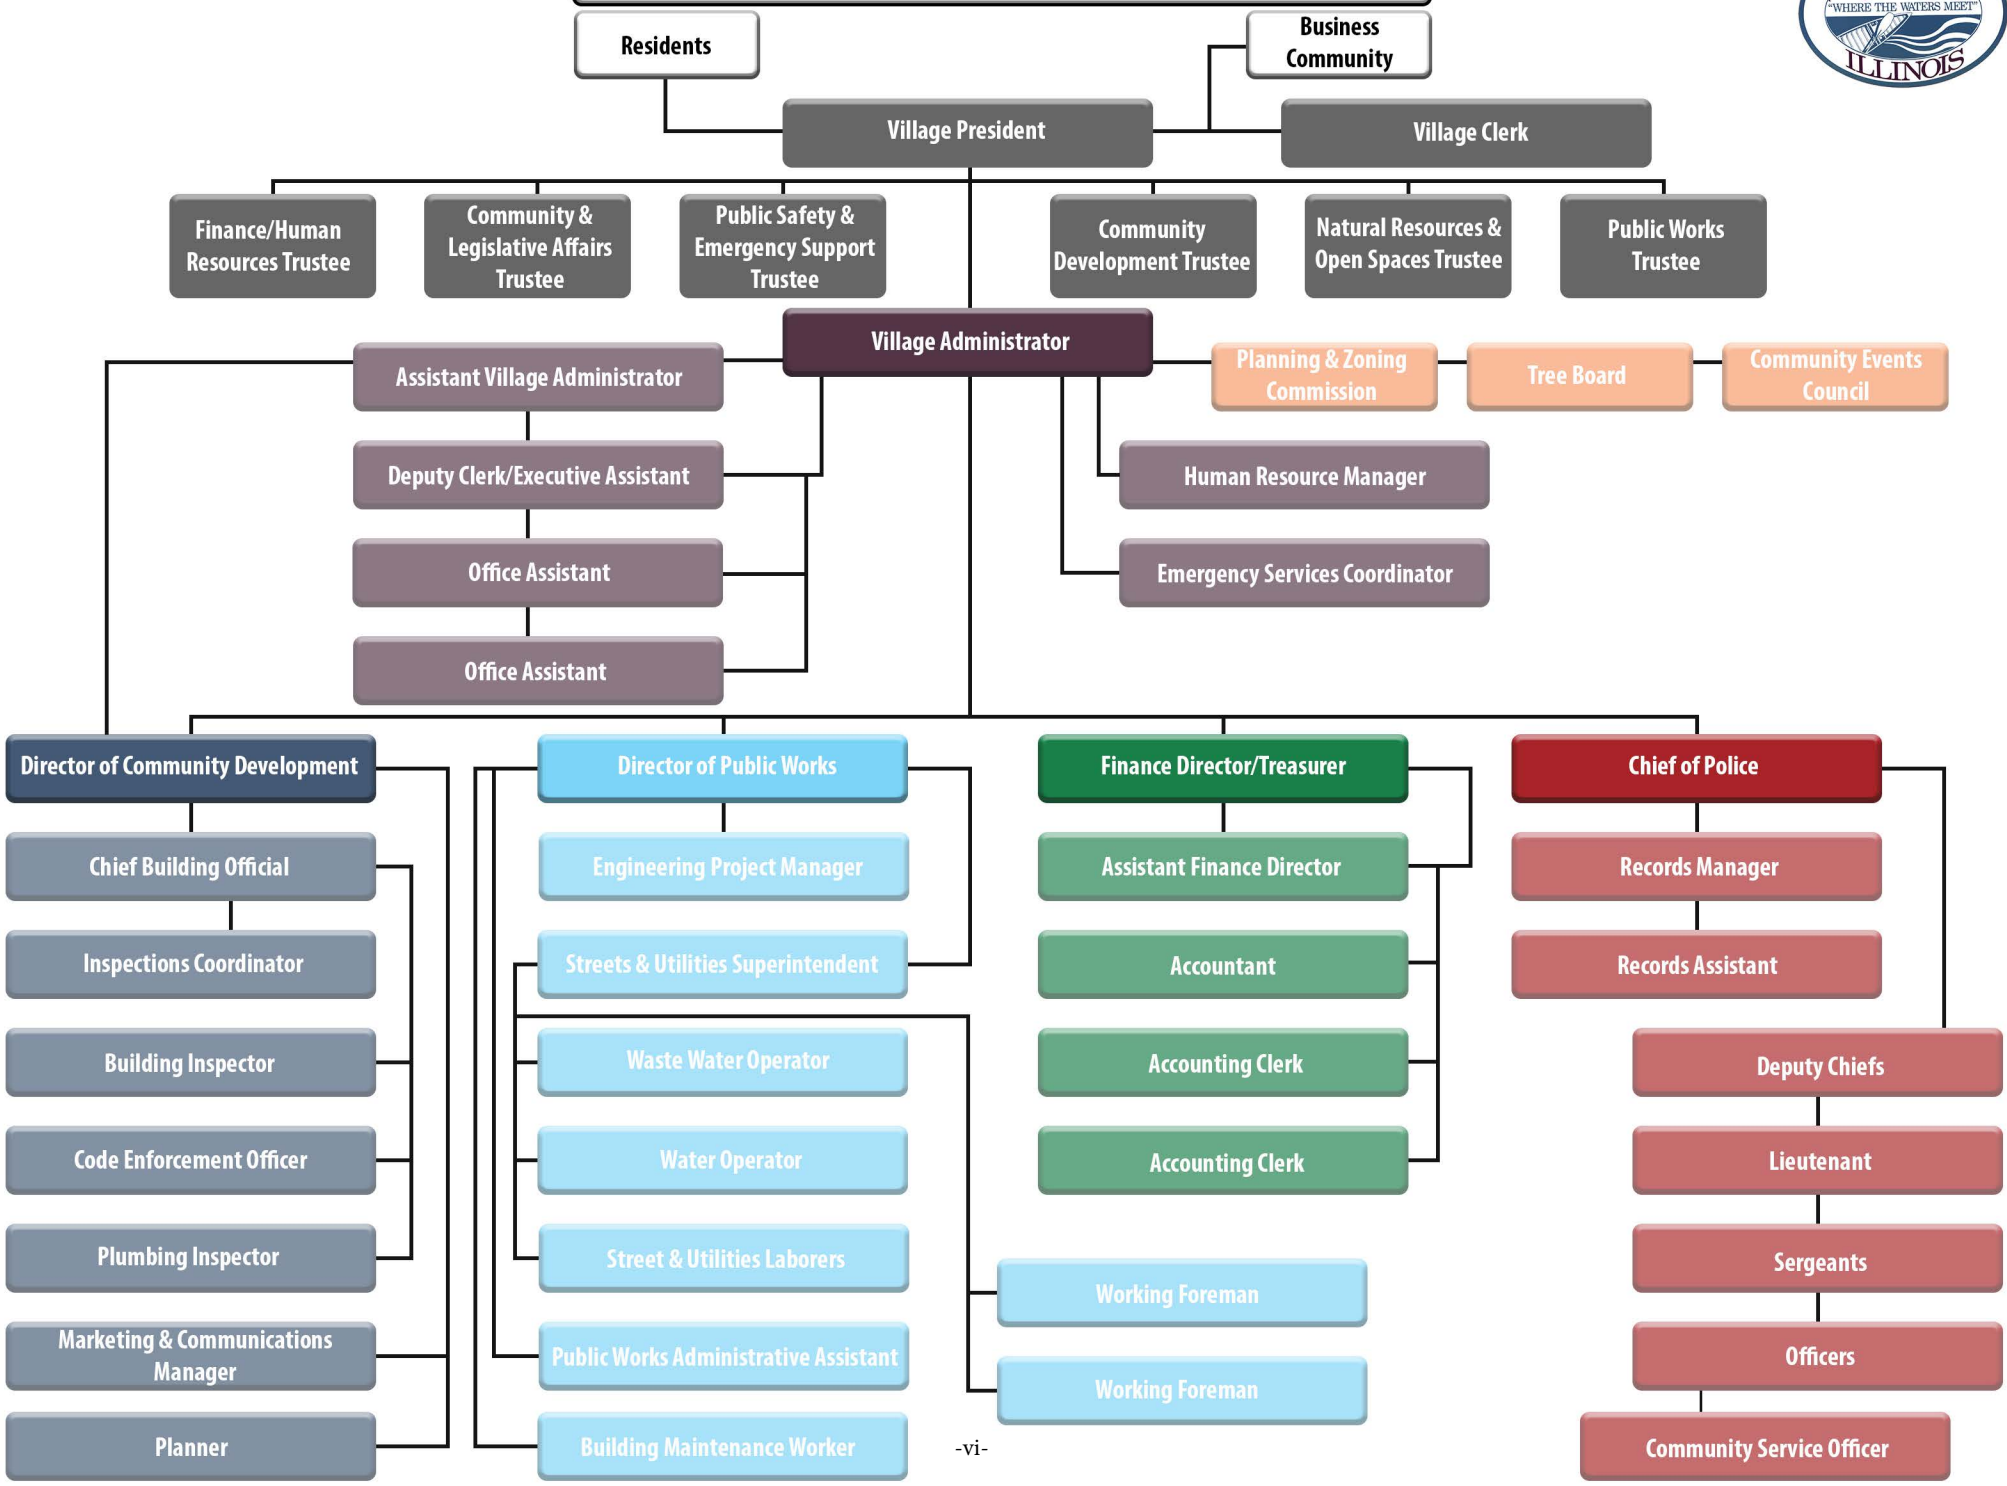 "WHERE THE WATERS MEET"
ILLINOIS
Residents
Business
Community
Village President
Village Clerk
Finance/Human
Resources Trustee
Community &
Legislative Affairs
Trustee
Public Safety &
Emergency Support
Trustee
Community
Development Trustee
Natural Resources &
Open Spaces Trustee
Public Works
Trustee
Village Administrator
Assistant Village Administrator
Planning & Zoning
Commission
Tree Board
Community Events
Council
Deputy Clerk/Executive Assistant
Human Resource Manager
Office Assistant
Emergency Services Coordinator
Office Assistant
Director of Community Development
Director of Public Works
Finance Director/Treasurer
Chief of Police
Chief Building Official
Engineering Project Manager
Assistant Finance Director
Records Manager
Inspections Coordinator
Streets & Utilities Superintendent
Accountant
Records Assistant
Building Inspector
Waste Water Operator
Accounting Clerk
Deputy Chiefs
Code Enforcement Officer
Water Operator
Accounting Clerk
Lieutenant
Plumbing Inspector
Street & Utilities Laborers
Working Foreman
Sergeants
Marketing & Communications
Manager
Public Works Administrative Assistant
Working Foreman
Officers
Planner
Building Maintenance Worker
-vi-
Community Service Officer